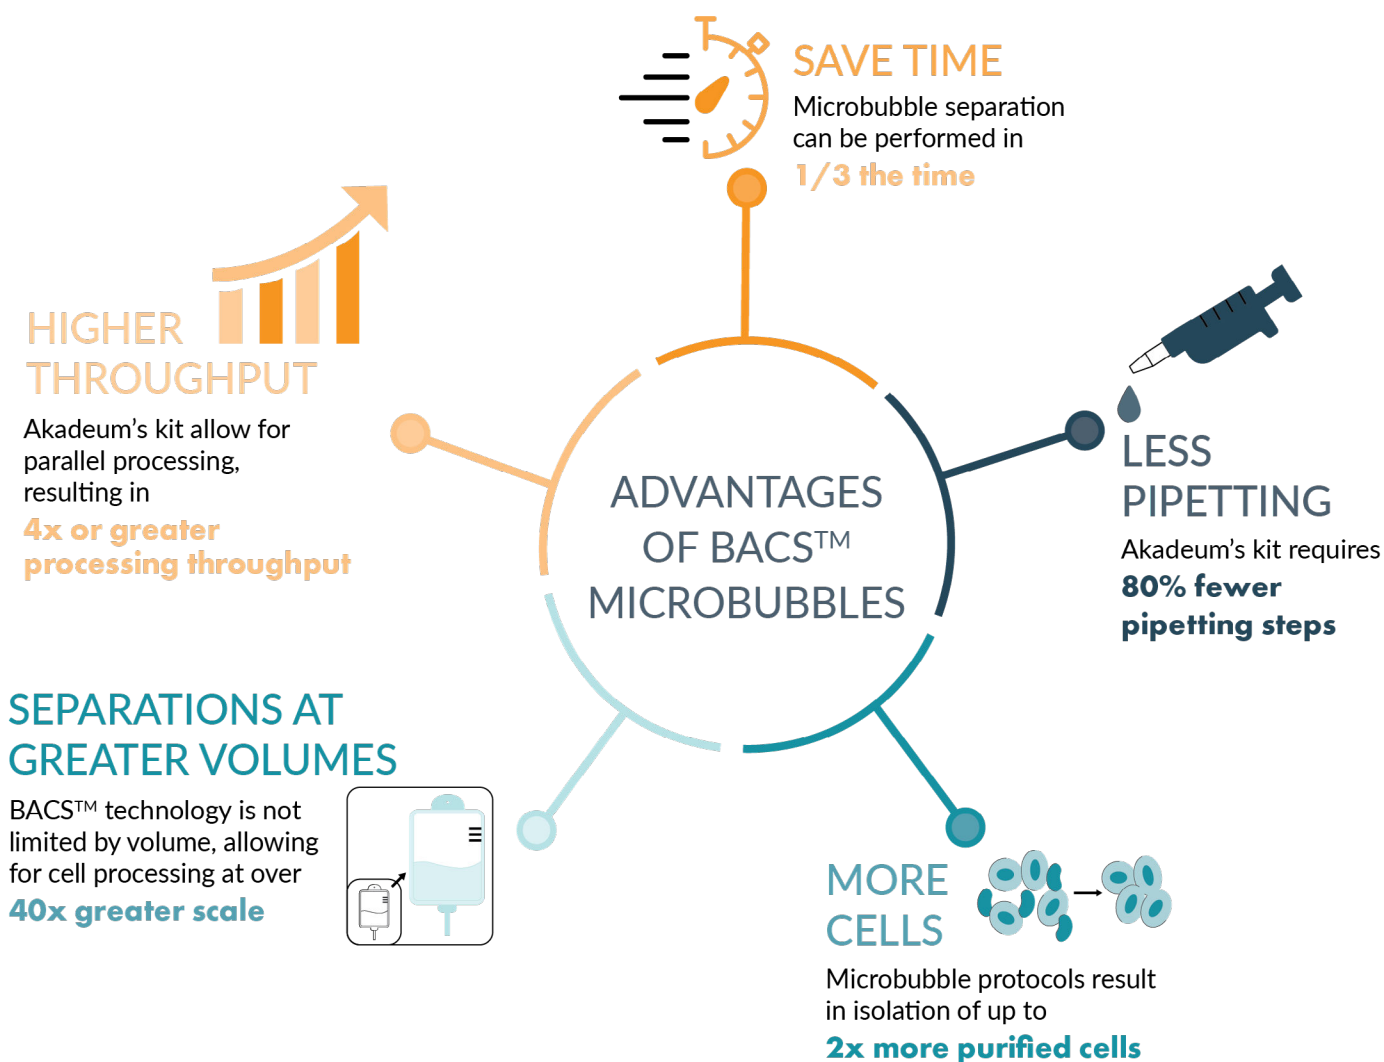 ADVANTAGES
OF BACS™
MICROBUBBLES
SAVE TIME
Microbubble separation
can be performed in
1/3 the time
LESS
PIPETTING
Akadeum’s kit requires
80% fewer
pipetting steps
MORE
CELLS
Microbubble protocols result
in isolation of up to
2x more purified cells
SEPARATIONS AT
GREATER VOLUMES
BACS™ technology is not
limited by volume, allowing
for cell processing at over
40x greater scale
HIGHER
THROUGHPUT
Akadeum’s kit allow for
parallel processing,
resulting in
4x or greater
processing throughput